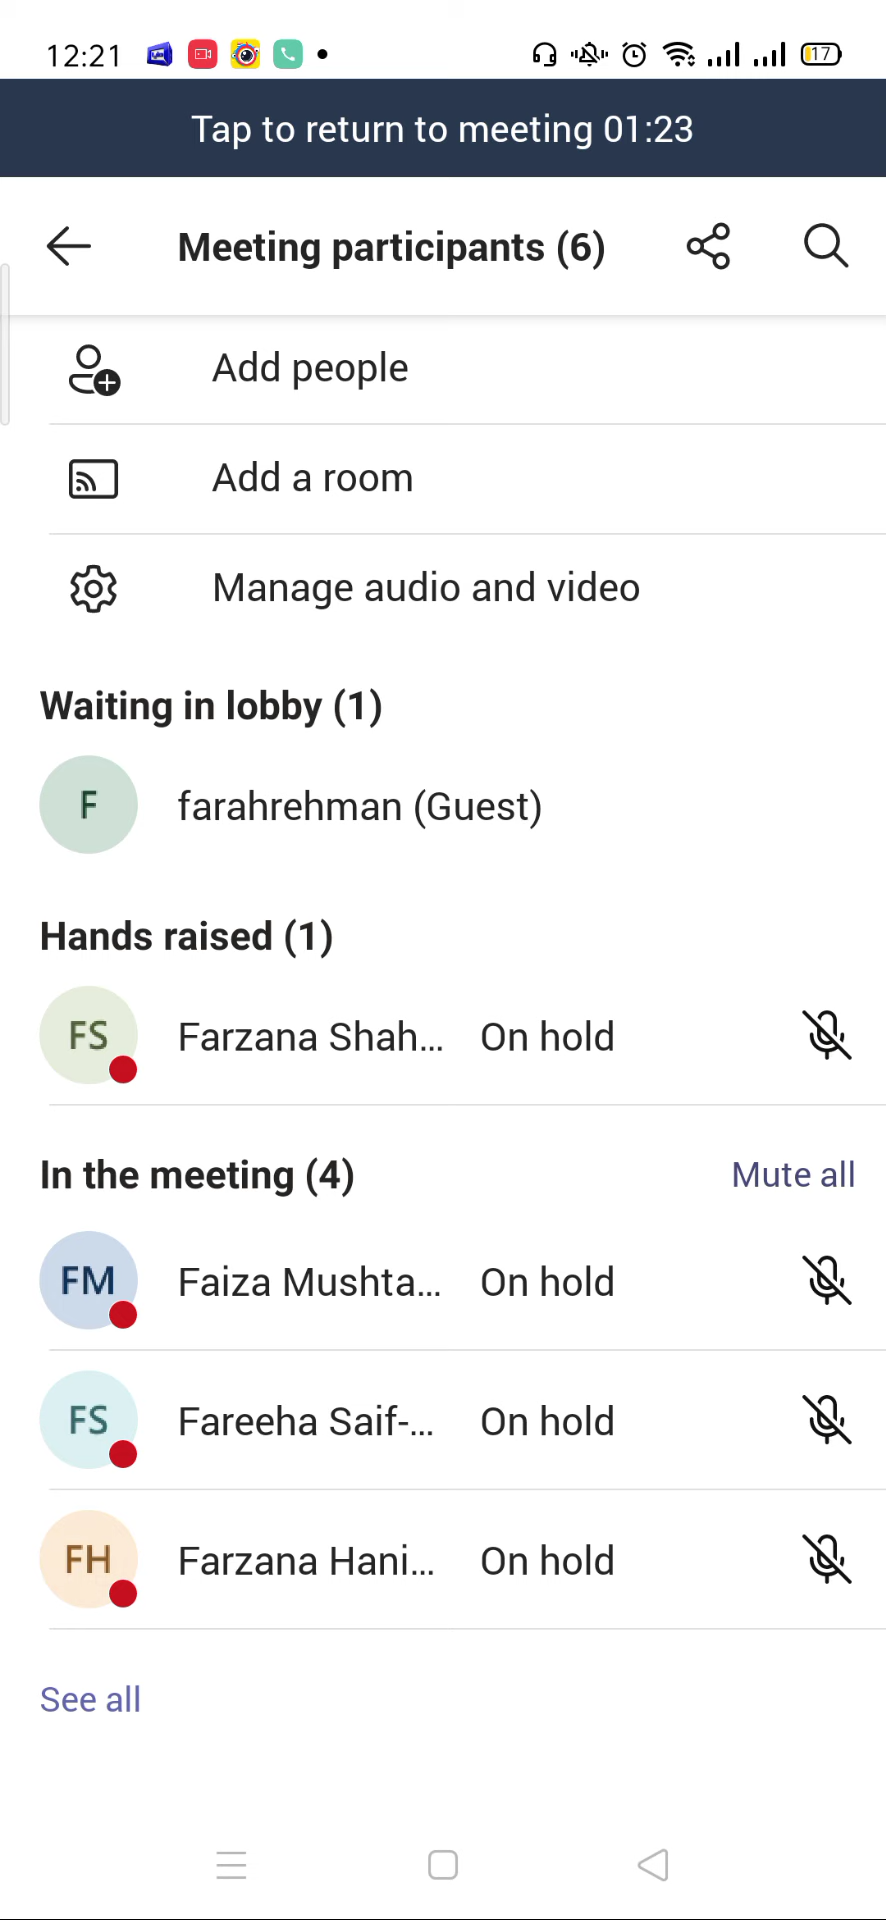 12:21
17
Tap to return to meeting 01:23
Meeting participants (6)
Add people
Add a room
Manage audio and video
Waiting in lobby (1)
F
farahrehman (Guest)
Hands raised (1)
FS
Farzana Shah... On hold
In the meeting (4) Mute all
FM
Faiza Mushta... On hold
FS
Fareeha Saif-... On hold
FH
Farzana Hani... On hold
See all